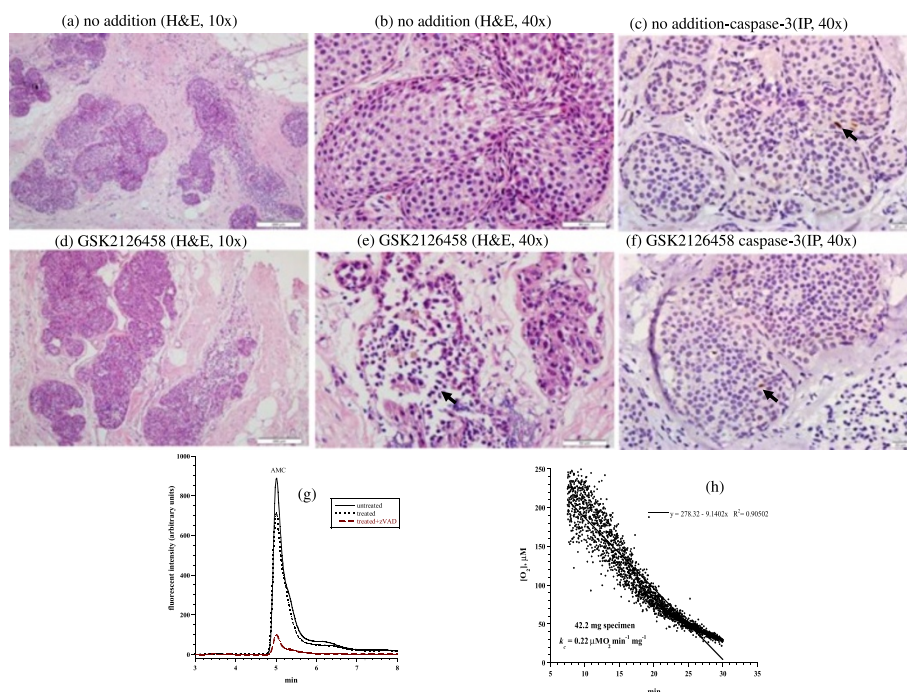 (a) no addition (H&E, 10x)
(b) no addition (H&E, 40x)
(c) no addition-caspase-3(IP, 40x)
(d) GSK2126458 (H&E, 10x)
(e) GSK2126458 (H&E, 40x)
(f) GSK2126458 caspase-3(IP, 40x)
(g)
AMC
untreated
treated
treated+zVAD
fluorescent intensity (arbitrary units)
1000
800
600
400
200
0
3 4 5 6 7 8
min
(h)
y = 278.32 - 9.1402x R²= 0.90502
[O₂], μM
250
200
150
100
50
0
42.2 mg specimen
k꜀ = 0.22 μMO₂ min⁻¹ mg⁻¹
5 10 15 20 25 30 35
min